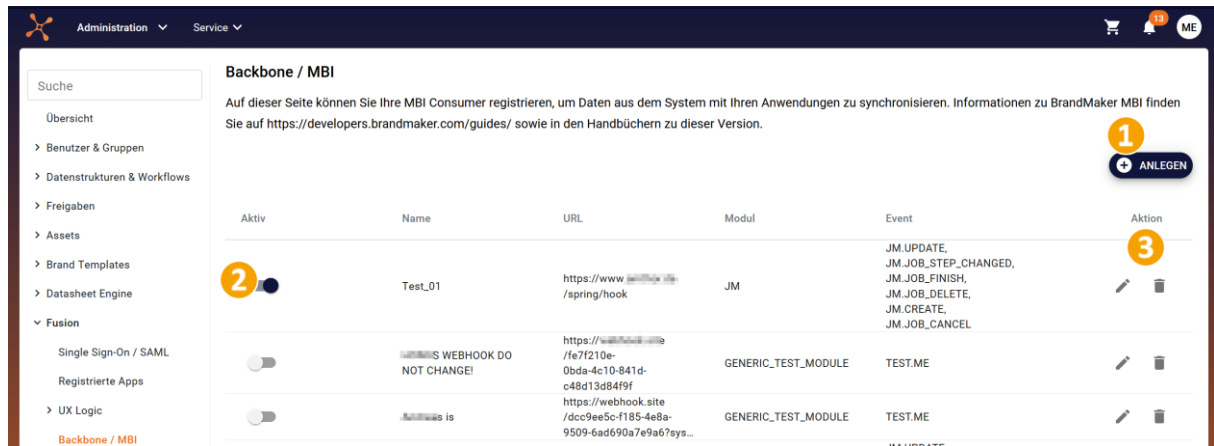 Administration
Service
13
ME
Suche
Übersicht
Benutzer & Gruppen
Datenstrukturen & Workflows
Freigaben
Assets
Brand Templates
Datasheet Engine
Fusion
Single Sign-On / SAML
Registrierte Apps
UX Logic
Backbone / MBI
Backbone / MBI
Auf dieser Seite können Sie Ihre MBI Consumer registrieren, um Daten aus dem System mit Ihren Anwendungen zu synchronisieren. Informationen zu BrandMaker MBI finden
Sie auf https://developers.brandmaker.com/guides/ sowie in den Handbüchern zu dieser Version.
1
ANLEGEN
Aktiv Name URL Modul Event Aktion
2
3
Test_01
https://www
/spring/hook
JM
JM.UPDATE,
JM.JOB_STEP_CHANGED,
JM.JOB_FINISH,
JM.JOB_DELETE,
JM.CREATE,
JM.JOB_CANCEL
S WEBHOOK DO
NOT CHANGE!
https://
/fe7f210e-
0bda-4c10-841d-
c48d13d84f9f
GENERIC_TEST_MODULE
TEST.ME
is
https://webhook.site
/dcc9ee5c-f185-4e8a-
9509-6ad690a7e9a6?sys...
GENERIC_TEST_MODULE
TEST.ME